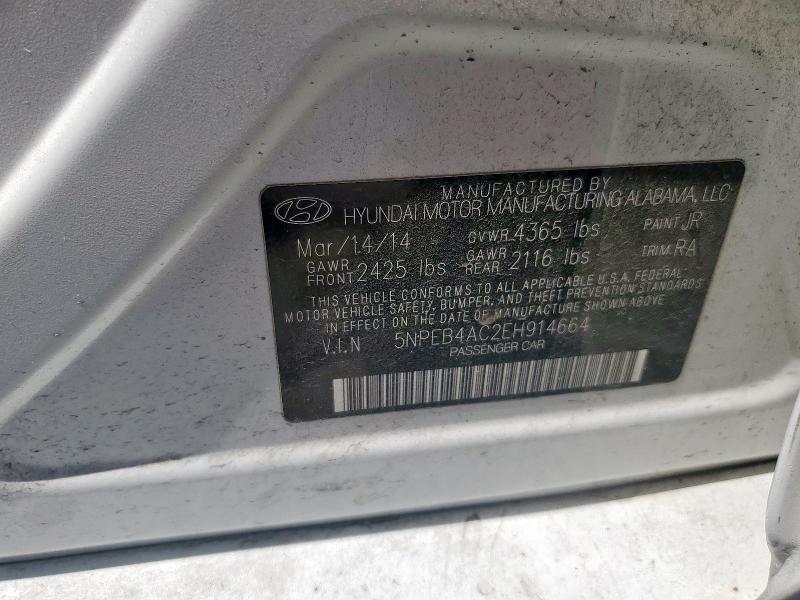 MANUFACTURED BY
HYUNDAI MOTOR MANUFACTURING ALABAMA, LLC
Mar/14/14 GVWR 4365 lbs PAINT JR
GAWR FRONT 2425 lbs GAWR REAR 2116 lbs TRIM RA
THIS VEHICLE CONFORMS TO ALL APPLICABLE U.S.A. FEDERAL
MOTOR VEHICLE SAFETY, BUMPER, AND THEFT PREVENTION STANDARDS
IN EFFECT ON THE DATE OF MANUFACTURE SHOWN ABOVE
V.I.N 5NPEB4AC2EH914664
PASSENGER CAR